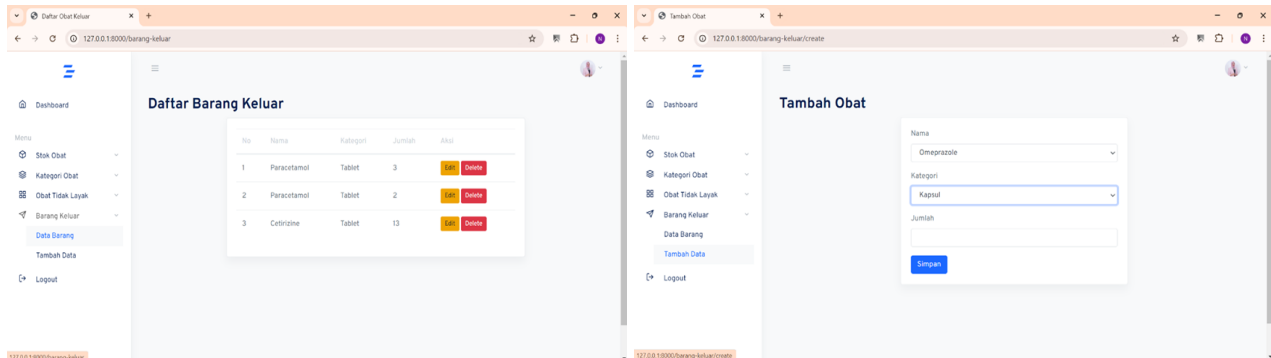 Daftar Obat Keluar
127.0.0.1:8000/barang-keluar
N
Dashboard
Menu
Stok Obat
Kategori Obat
Obat Tidak Layak
Barang Keluar
Data Barang
Tambah Data
Logout
Daftar Barang Keluar
No Nama Kategori Jumlah Aksi
1 Paracetamol Tablet 3 Edit Delete
2 Paracetamol Tablet 2 Edit Delete
3 Cetirizine Tablet 13 Edit Delete
127.0.0.1:8000/barang-keluar
Tambah Obat
127.0.0.1:8000/barang-keluar/create
N
Dashboard
Menu
Stok Obat
Kategori Obat
Obat Tidak Layak
Barang Keluar
Data Barang
Tambah Data
Logout
Tambah Obat
Nama
Omeprazole
Kategori
Kapsul
Jumlah
Simpan
127.0.0.1:8000/barang-keluar/create